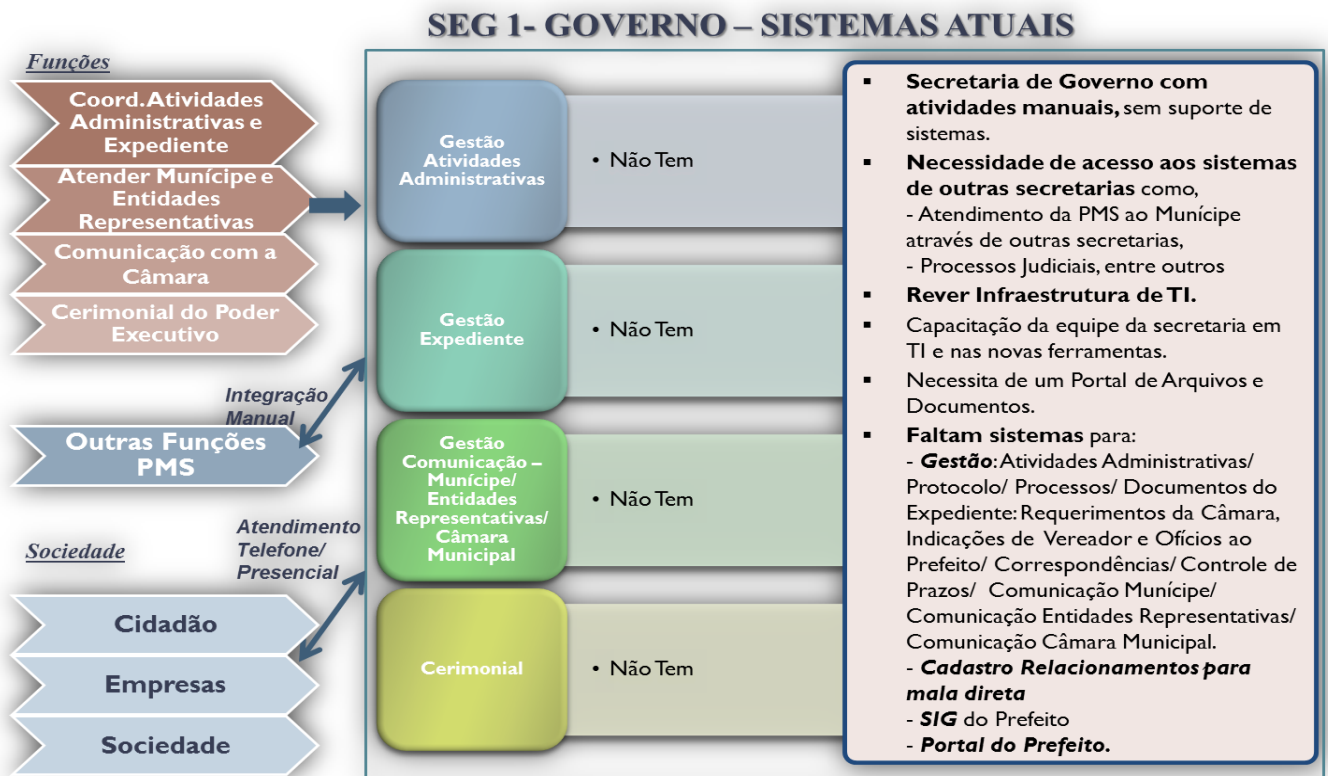 SEG 1- GOVERNO – SISTEMAS ATUAIS
Funções
Coord. Atividades
Administrativas e
Expediente
Atender Munícipe e
Entidades
Representativas
Comunicação com a
Câmara
Cerimonial do Poder
Executivo
Integração
Manual
Outras Funções
PMS
Atendimento
Telefone/
Presencial
Sociedade
Cidadão
Empresas
Sociedade
Gestão
Atividades
Administrativas
• Não Tem
Gestão
Expediente
• Não Tem
Gestão
Comunicação –
Munícipe/
Entidades
Representativas/
Câmara
Municipal
• Não Tem
Cerimonial
• Não Tem
▪ Secretaria de Governo com
atividades manuais, sem suporte de
sistemas.
▪ Necessidade de acesso aos sistemas
de outras secretarias como,
- Atendimento da PMS ao Munícipe
através de outras secretarias,
- Processos Judiciais, entre outros
▪ Rever Infraestrutura de TI.
▪ Capacitação da equipe da secretaria em
TI e nas novas ferramentas.
▪ Necessita de um Portal de Arquivos e
Documentos.
▪ Faltam sistemas para:
- Gestão: Atividades Administrativas/
Protocolo/ Processos/ Documentos do
Expediente: Requerimentos da Câmara,
Indicações de Vereador e Ofícios ao
Prefeito/ Correspondências/ Controle de
Prazos/ Comunicação Munícipe/
Comunicação Entidades Representativas/
Comunicação Câmara Municipal.
- Cadastro Relacionamentos para
mala direta
- SIG do Prefeito
- Portal do Prefeito.